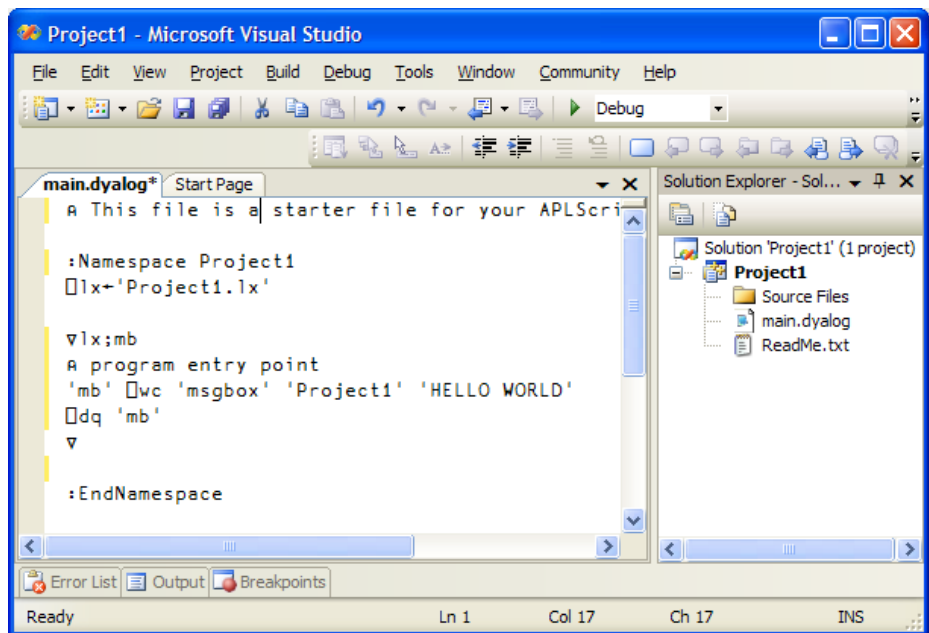 Project1 - Microsoft Visual Studio
File Edit View Project Build Debug Tools Window Community Help
Debug
main.dyalog* Start Page
⍝ This file is a starter file for your APLScri
:Namespace Project1
⎕lx←'Project1.lx'
∇lx;mb
⍝ program entry point
'mb' ⎕wc 'msgbox' 'Project1' 'HELLO WORLD'
⎕dq 'mb'
∇
:EndNamespace
Solution Explorer - Sol...
Solution 'Project1' (1 project)
Project1
Source Files
main.dyalog
ReadMe.txt
Error List Output Breakpoints
Ready Ln 1 Col 17 Ch 17 INS